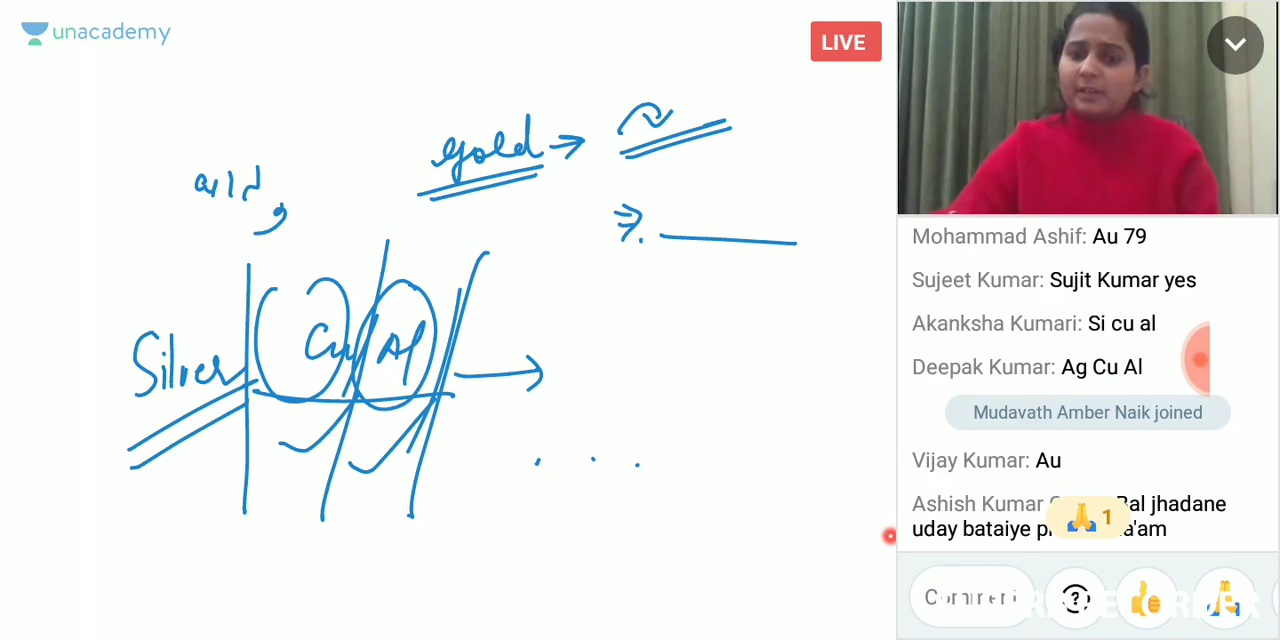 unacademy
LIVE
gold →
Silver
Cu
Al
Mohammad Ashif: Au 79
Sujeet Kumar: Sujit Kumar yes
Akanksha Kumari: Si cu al
Deepak Kumar: Ag Cu Al
Mudavath Amber Naik joined
Vijay Kumar: Au
Ashish Kumar Bal jhadane
uday bataiye
1